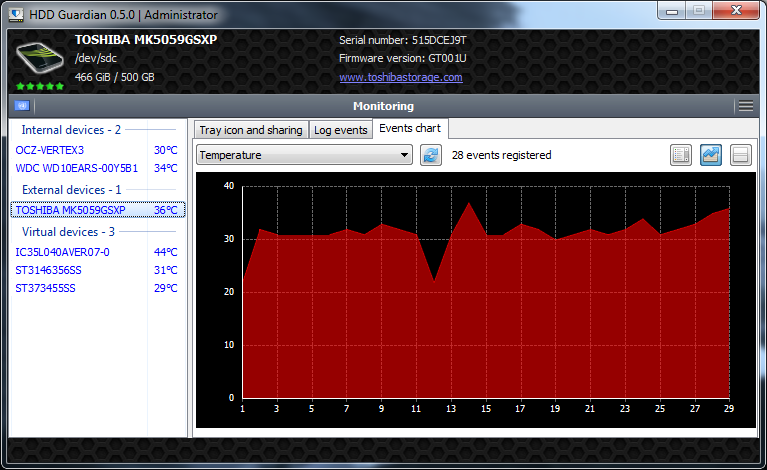 HDD Guardian 0.5.0 | Administrator
TOSHIBA MK5059GSXP
/dev/sdc
466 GiB / 500 GB
Serial number: 515DCEJ9T
Firmware version: GT001U
www.toshibastorage.com
Monitoring
Internal devices - 2
OCZ-VERTEX3 30°C
WDC WD10EARS-00Y5B1 34°C
External devices - 1
TOSHIBA MK5059GSXP 36°C
Virtual devices - 3
IC35L040AVER07-0 44°C
ST3146356SS 31°C
ST373455SS 29°C
Tray icon and sharing Log events Events chart
Temperature 28 events registered
40
30
20
10
0
1 3 5 7 9 11 13 15 17 19 22 24 25 27 29